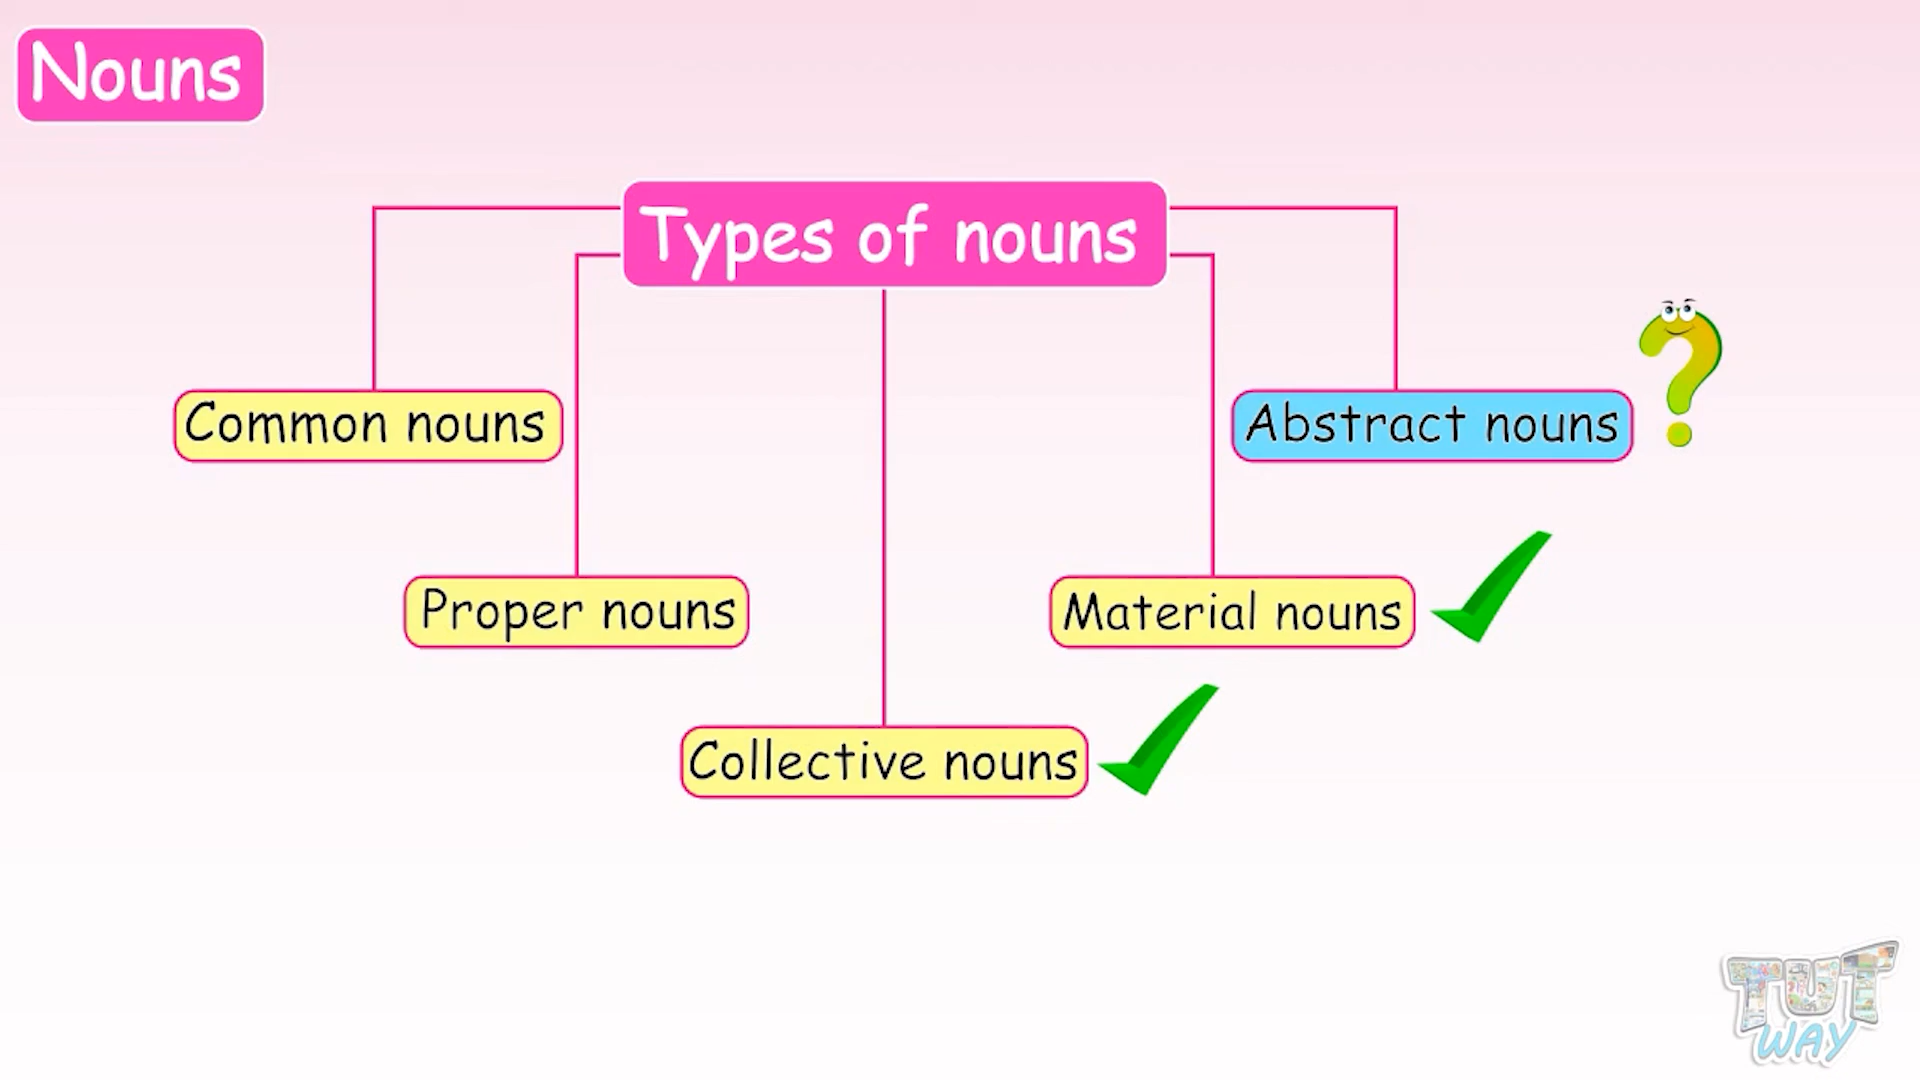 Nouns
Types of nouns
Common nouns
Abstract nouns
Proper nouns
Material nouns
Collective nouns
TUT
WAY